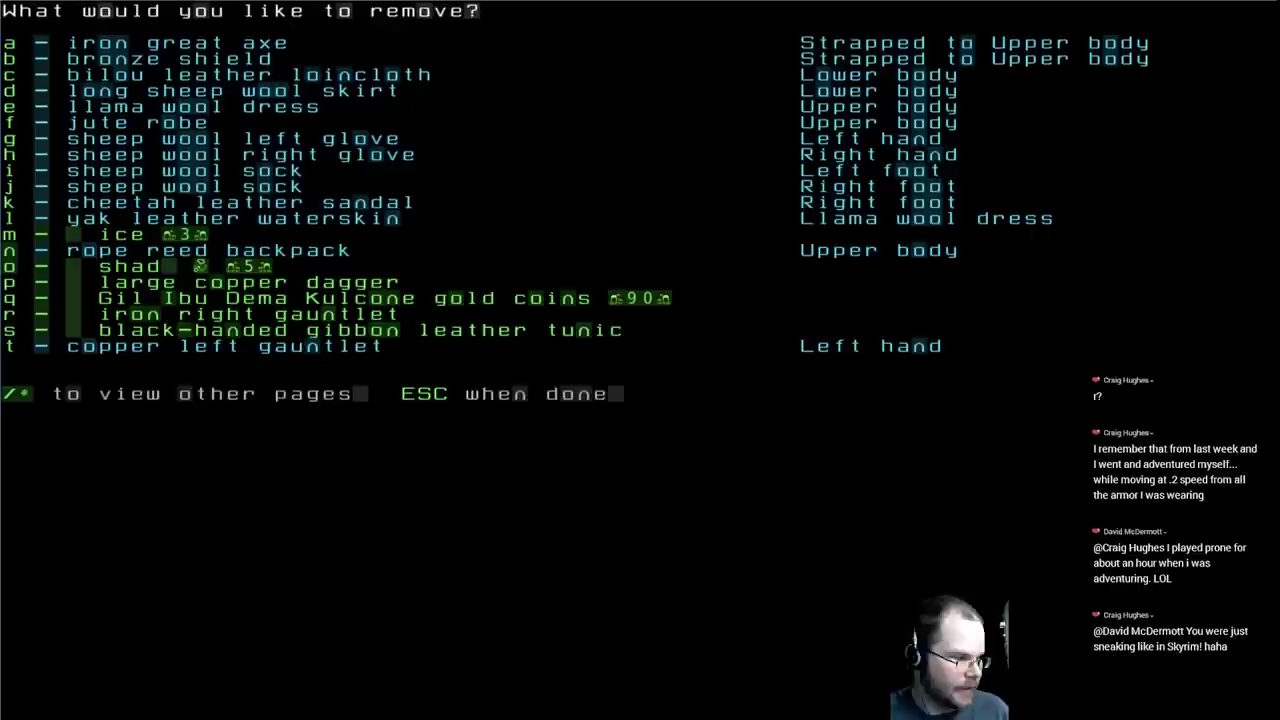 What would you like to remove?
a - iron great axe Strapped to Upper body
b - bronze shield Strapped to Upper body
c - bilou leather loincloth Lower body
d - long sheep wool skirt Lower body
e - llama wool dress Upper body
f - jute robe Upper body
g - sheep wool left glove Left hand
h - sheep wool right glove Right hand
i - sheep wool sock Left foot
j - sheep wool sock Right foot
k - cheetah leather sandal Right foot
l - yak leather waterskin Llama wool dress
m - ice 3
n - rope reed backpack Upper body
o - shad 5
p - large copper dagger
q - Gil Ibu Dema Kulcone gold coins 90
r - iron right gauntlet
s - black-handed gibbon leather tunic
t - copper left gauntlet Left hand
/* to view other pages ESC when done
Craig Hughes
r?
Craig Hughes
I remember that from last week and
I went and adventured myself...
while moving at .2 speed from all
the armor I was wearing
David McDermott
@Craig Hughes I played prone for
about an hour when i was
adventuring. LOL
Craig Hughes
@David McDermott You were just
sneaking like in Skyrim! haha